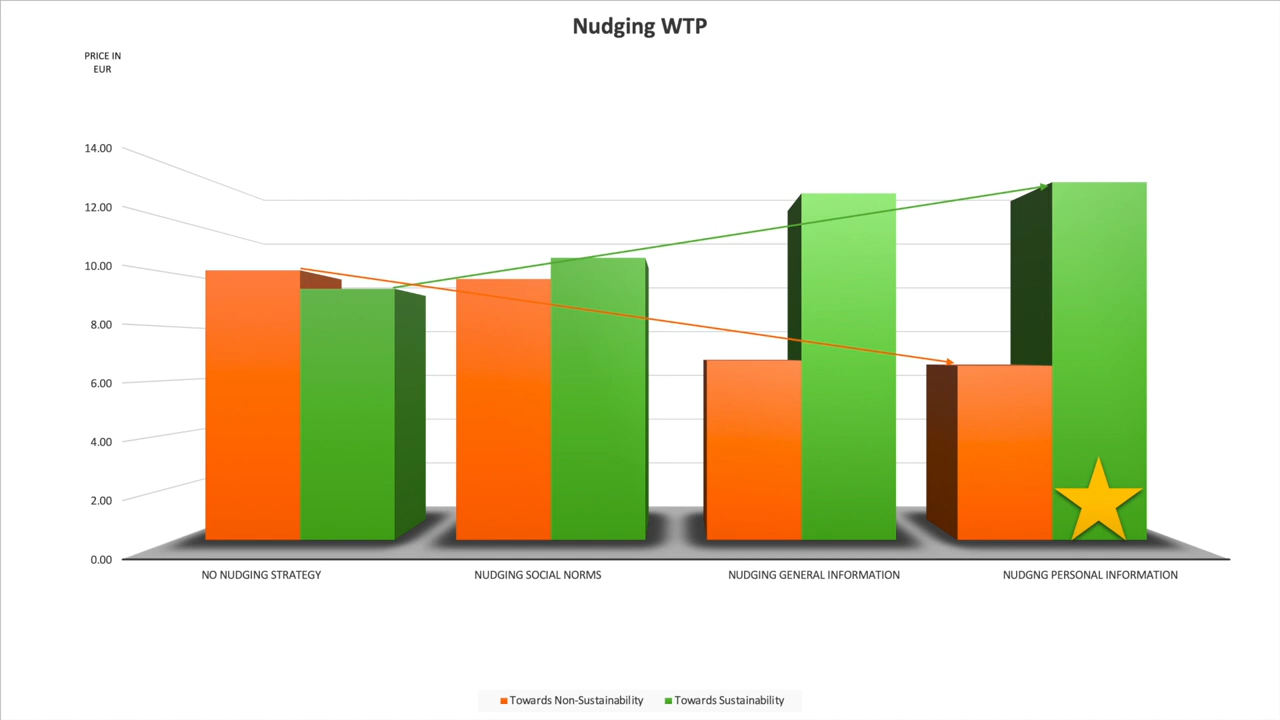 Nudging WTP
PRICE IN
EUR
14.00
12.00
10.00
8.00
6.00
4.00
2.00
0.00
NO NUDGING STRATEGY
NUDGING SOCIAL NORMS
NUDGING GENERAL INFORMATION
NUDGNG PERSONAL INFORMATION
Towards Non-Sustainability
Towards Sustainability